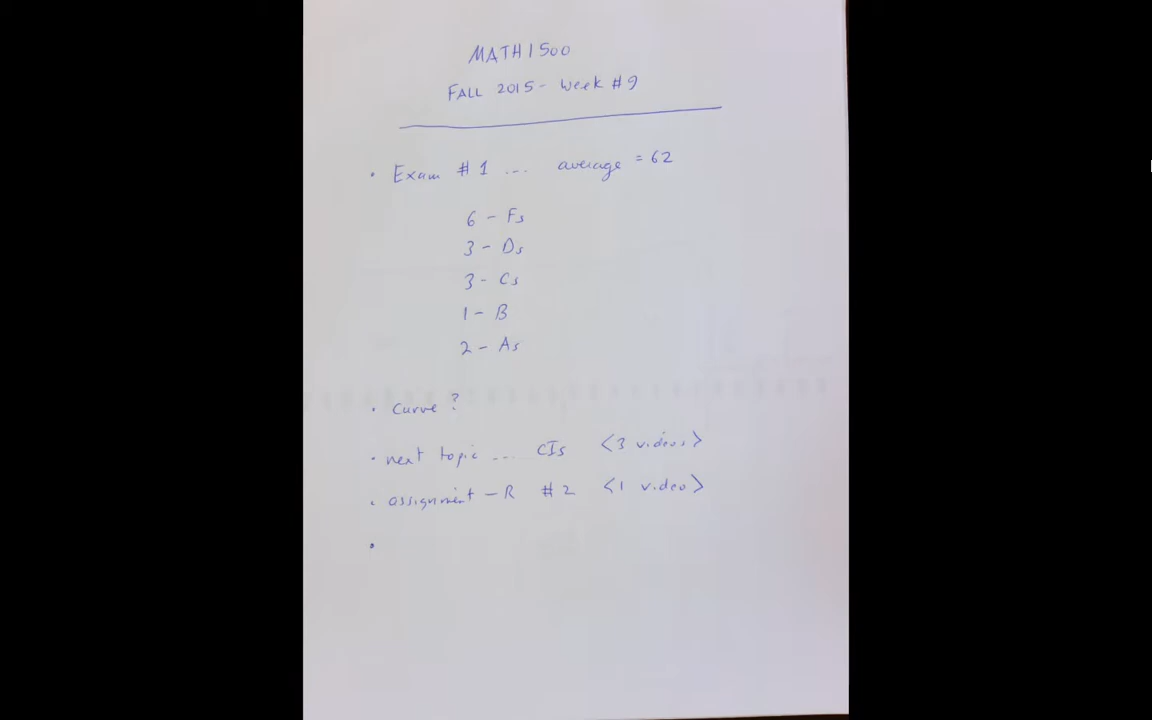 MATH1500
FALL 2015 - Week #9
• Exam #1 ... average = 62
6 - Fs
3 - Ds
3 - Cs
1 - B
2 - As
• Curve?
• next topic ... CIs <3 videos>
• assignment - R #2 <1 video>
•